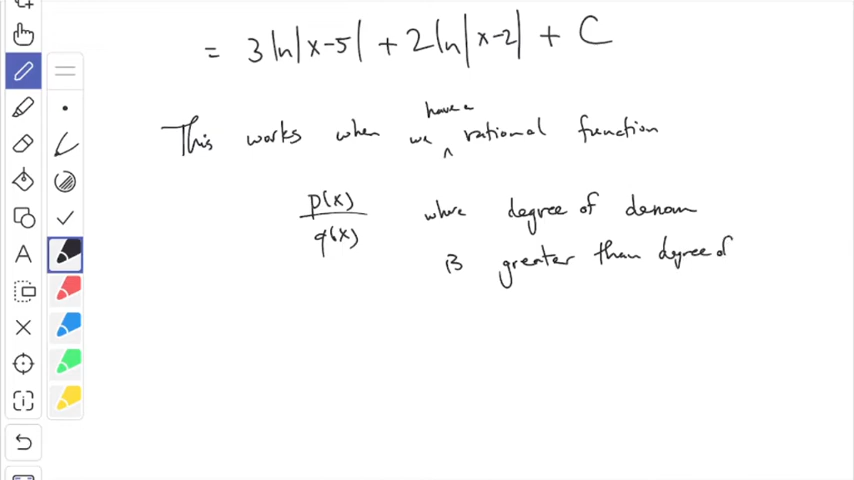 = 3 ln|x-5| + 2 ln|x-2| + C
This works when we have a rational function
p(x)/q(x) where degree of denom
is greater than degree of